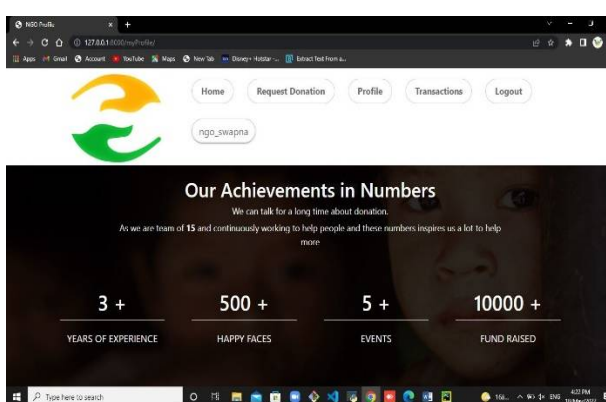 NGO Profile
127.0.0.1:8000/myProfile/
Apps Gmail Account YouTube Maps New Tab Disney+ Hotstar -... Extract Text From a...
Home Request Donation Profile Transactions Logout
ngo_swapna
Our Achievements in Numbers
We can talk for a long time about donation.
As we are team of 15 and continuously working to help people and these numbers inspires us a lot to help
more
3 + 500 + 5 + 10000 +
YEARS OF EXPERIENCE HAPPY FACES EVENTS FUND RAISED
Type here to search
ENG 4:22 PM